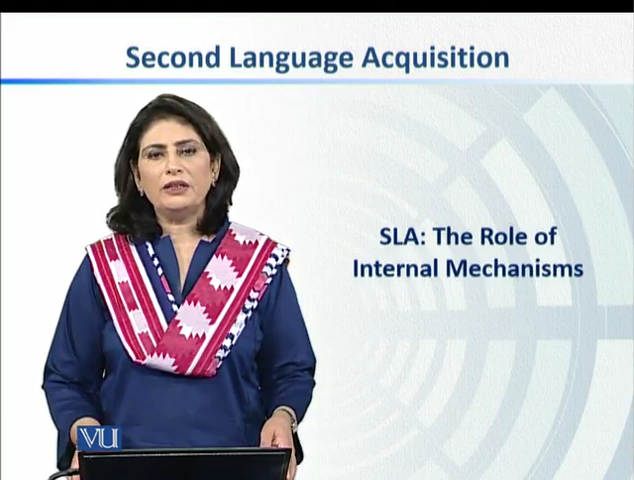 Second Language Acquisition
SLA: The Role of
Internal Mechanisms
VU